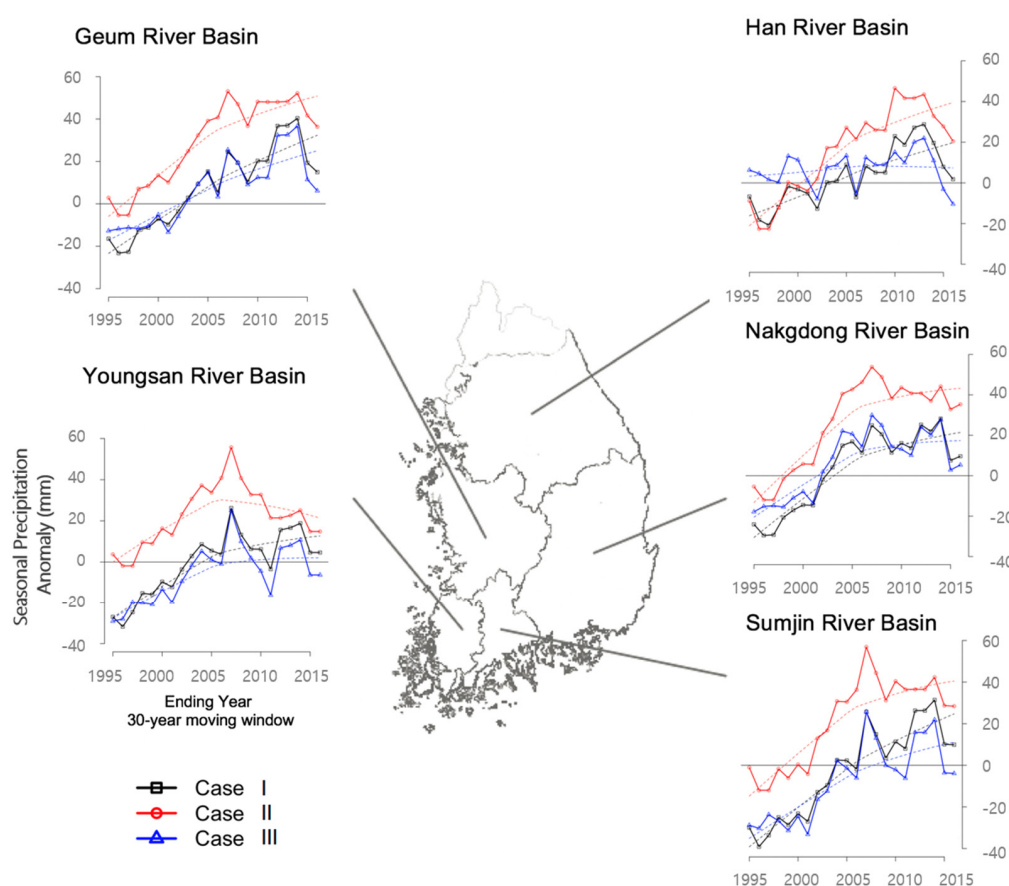 Geum River Basin
60
40
20
0
-20
-40
1995 2000 2005 2010 2015
Han River Basin
60
40
20
0
-20
-40
1995 2000 2005 2010 2015
Youngsan River Basin
60
40
20
0
-20
-40
1995 2000 2005 2010 2015
Seasonal Precipitation
Anomaly (mm)
Ending Year
30-year moving window
Nakgdong River Basin
60
40
20
0
-20
-40
1995 2000 2005 2010 2015
Sumjin River Basin
60
40
20
0
-20
-40
1995 2000 2005 2010 2015
Case I
Case II
Case III